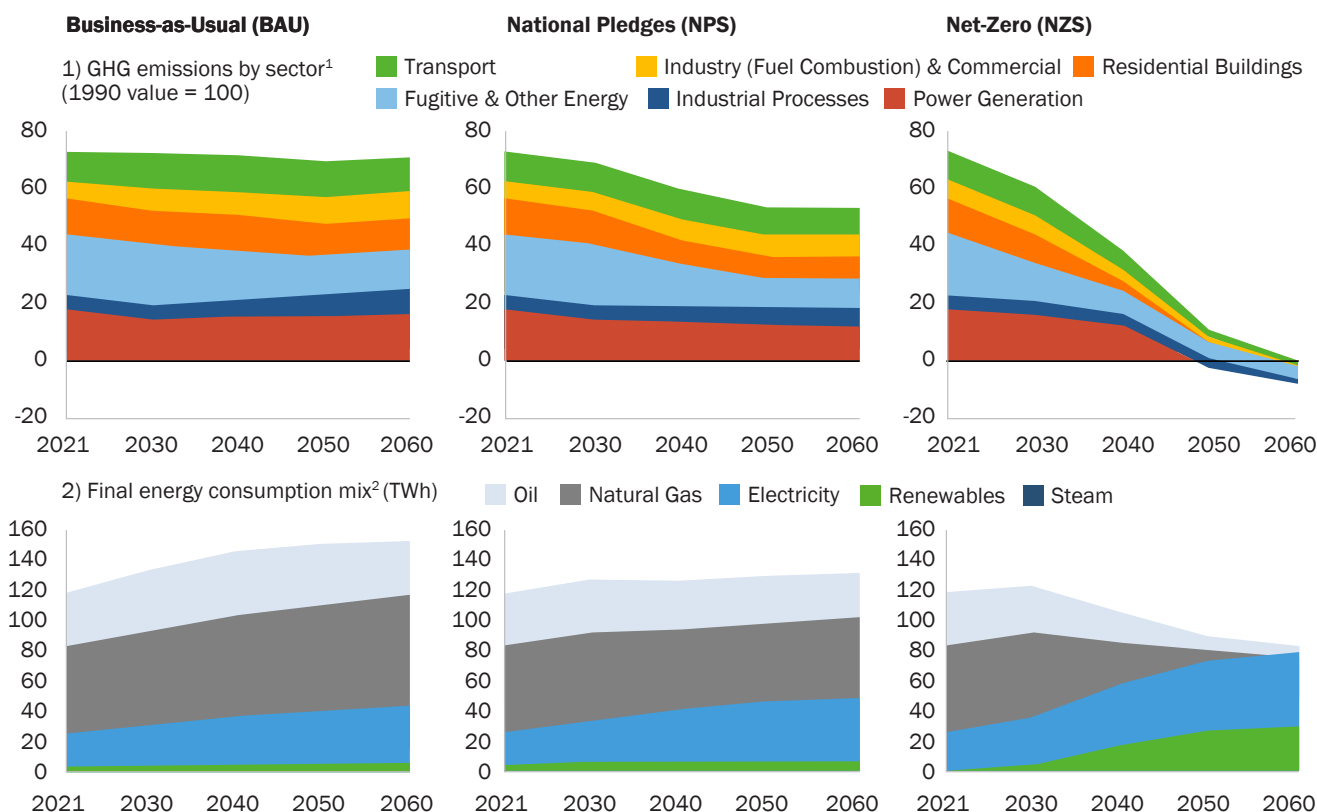 Business-as-Usual (BAU) National Pledges (NPS) Net-Zero (NZS)
1) GHG emissions by sector¹
(1990 value = 100)
Transport Industry (Fuel Combustion) & Commercial Residential Buildings
Fugitive & Other Energy Industrial Processes Power Generation
80 80 80
60 60 60
40 40 40
20 20 20
0 0 0
-20 -20 -20
2021 2030 2040 2050 2060 2021 2030 2040 2050 2060 2021 2030 2040 2050 2060
2) Final energy consumption mix² (TWh)
Oil Natural Gas Electricity Renewables Steam
160 160 160
140 140 140
120 120 120
100 100 100
80 80 80
60 60 60
40 40 40
20 20 20
0 0 0
2021 2030 2040 2050 2060 2021 2030 2040 2050 2060 2021 2030 2040 2050 2060